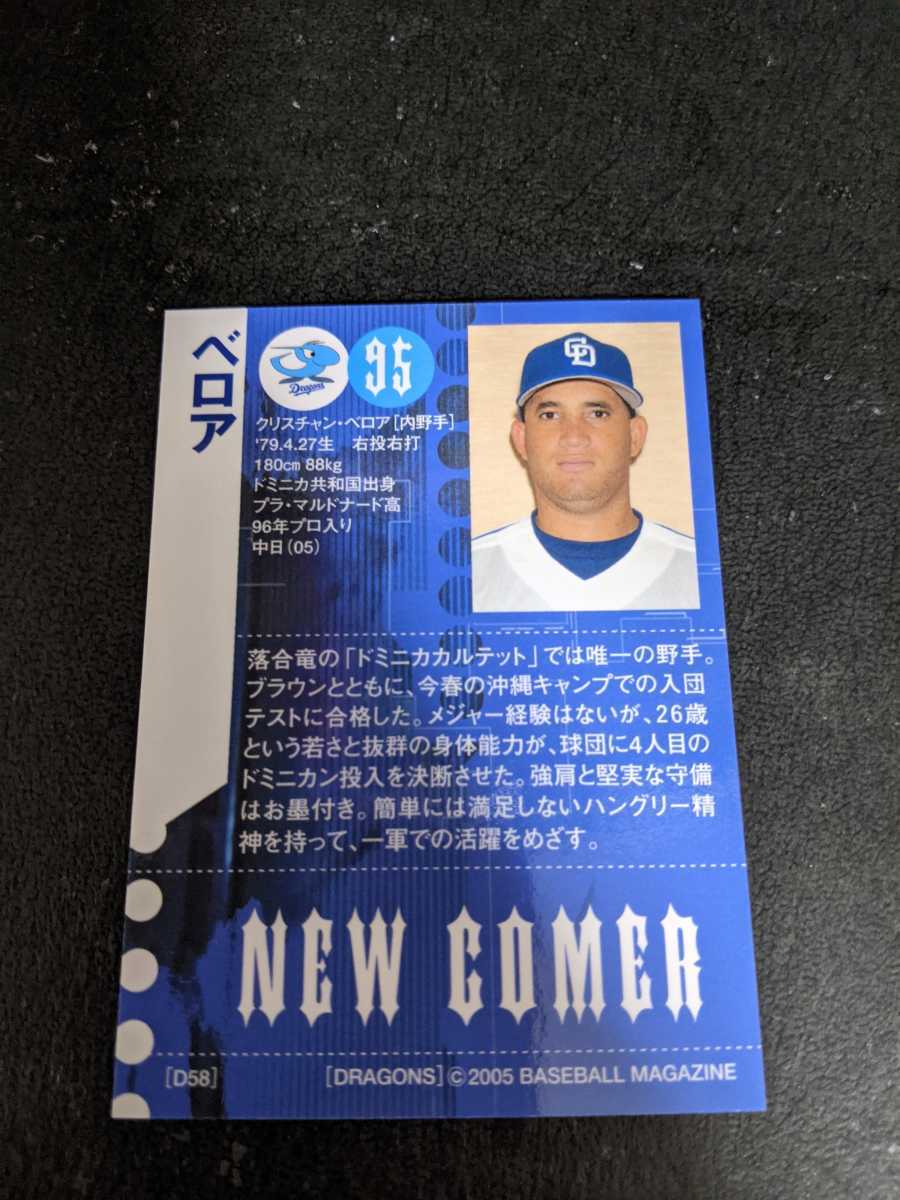 ベロア
Dragons
95
CD
クリスチャン・ベロア[内野手]
'79.4.27生 右投右打
180cm 88kg
ドミニカ共和国出身
プラ・マルドナード高
96年プロ入り
中日(05)
落合竜の「ドミニカカルテット」では唯一の野手。
ブラウンとともに、今春の沖縄キャンプでの入団
テストに合格した。メジャー経験はないが、26歳
という若さと抜群の身体能力が、球団に4人目の
ドミニカン投入を決断させた。強肩と堅実な守備
はお墨付き。簡単には満足しないハングリー精
神を持って、一軍での活躍をめざす。
NEW COMER
[D58]
[DRAGONS]©2005 BASEBALL MAGAZINE